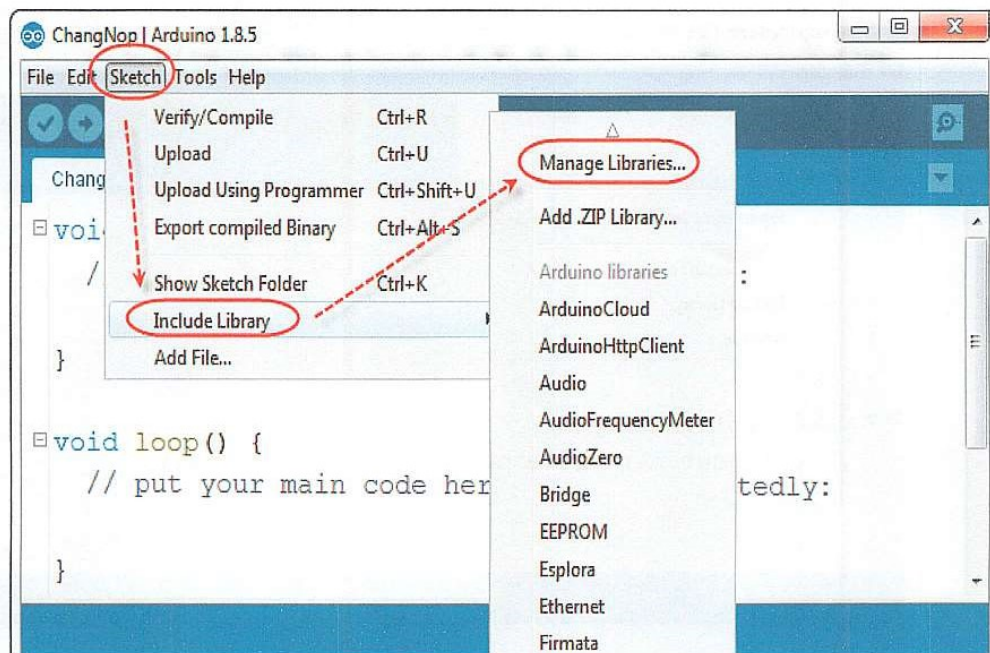 ChangNop | Arduino 1.8.5
File Edit Sketch Tools Help
Verify/Compile Ctrl+R
Upload Ctrl+U
Upload Using Programmer Ctrl+Shift+U
Export compiled Binary Ctrl+Alt+S
Show Sketch Folder Ctrl+K
Include Library
Add File...
Manage Libraries...
Add .ZIP Library...
Arduino libraries
ArduinoCloud
ArduinoHttpClient
Audio
AudioFrequencyMeter
AudioZero
Bridge
EEPROM
Esplora
Ethernet
Firmata
Chang
voi
/ :
}
void loop() {
// put your main code her tedly:
}